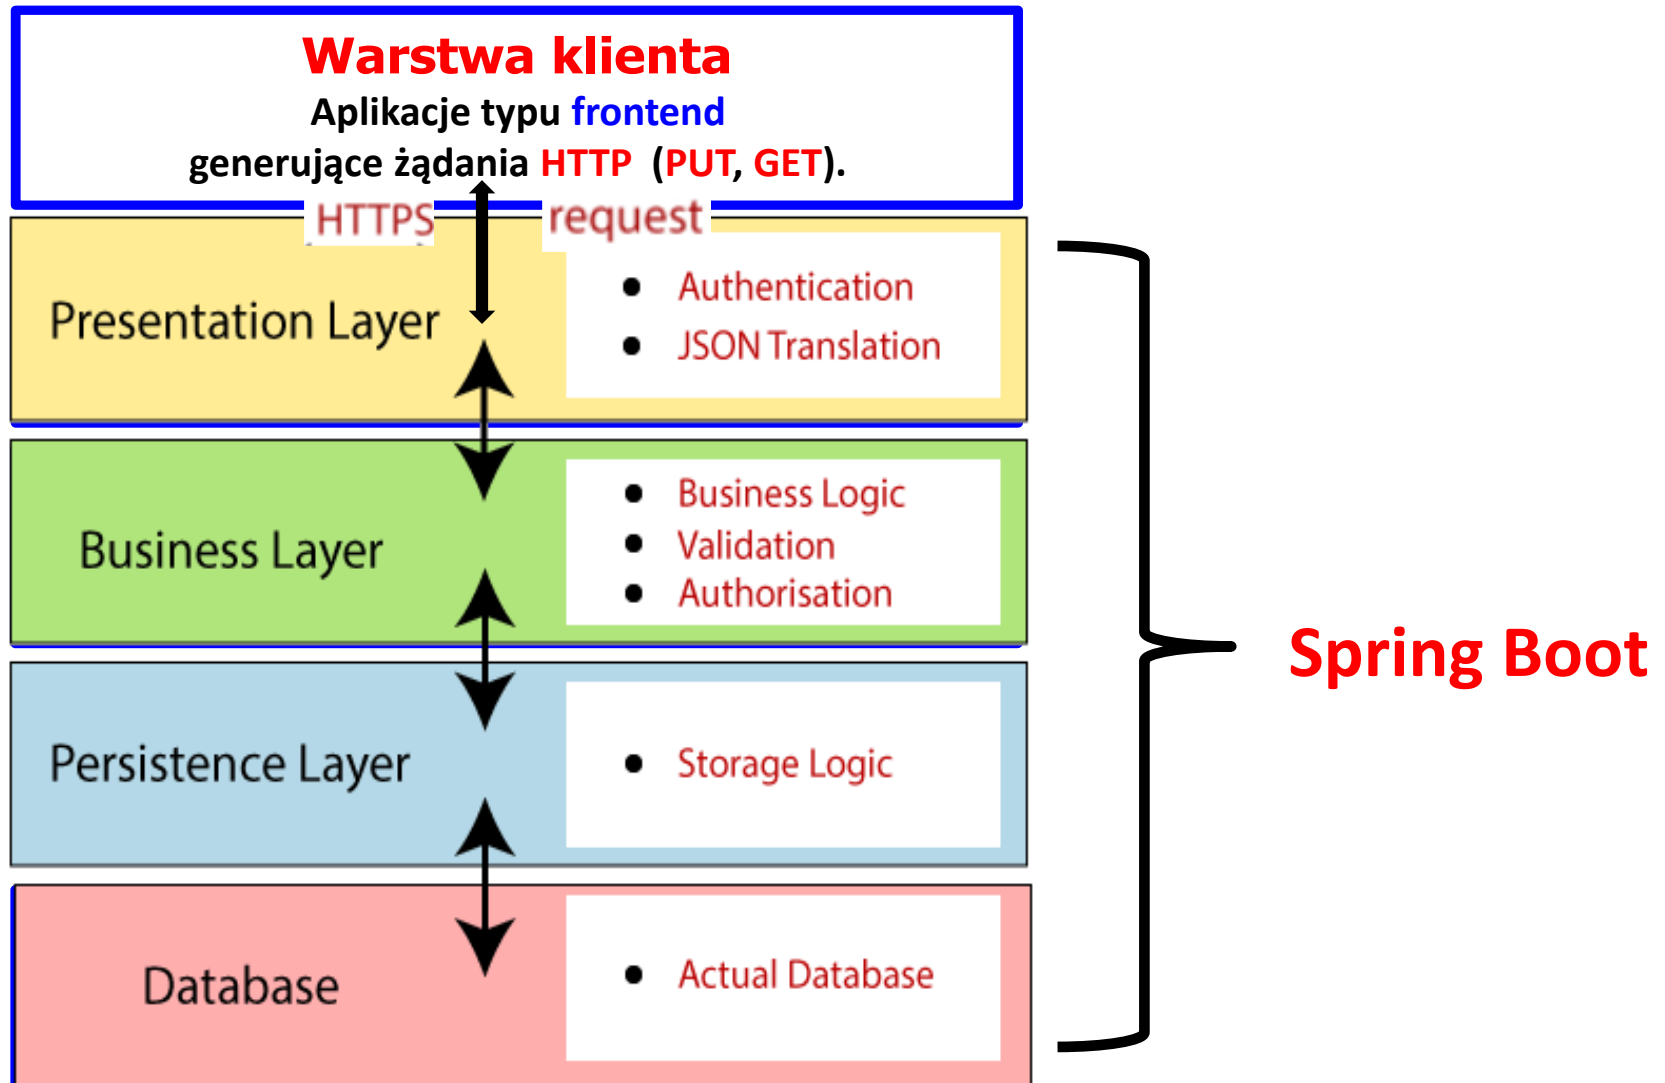 Warstwa klienta
Aplikacje typu frontend
generujące żądania HTTP (PUT, GET).
HTTPS request
Presentation Layer
• Authentication
• JSON Translation
Business Layer
• Business Logic
• Validation
• Authorisation
Persistence Layer
• Storage Logic
Database
• Actual Database
Spring Boot